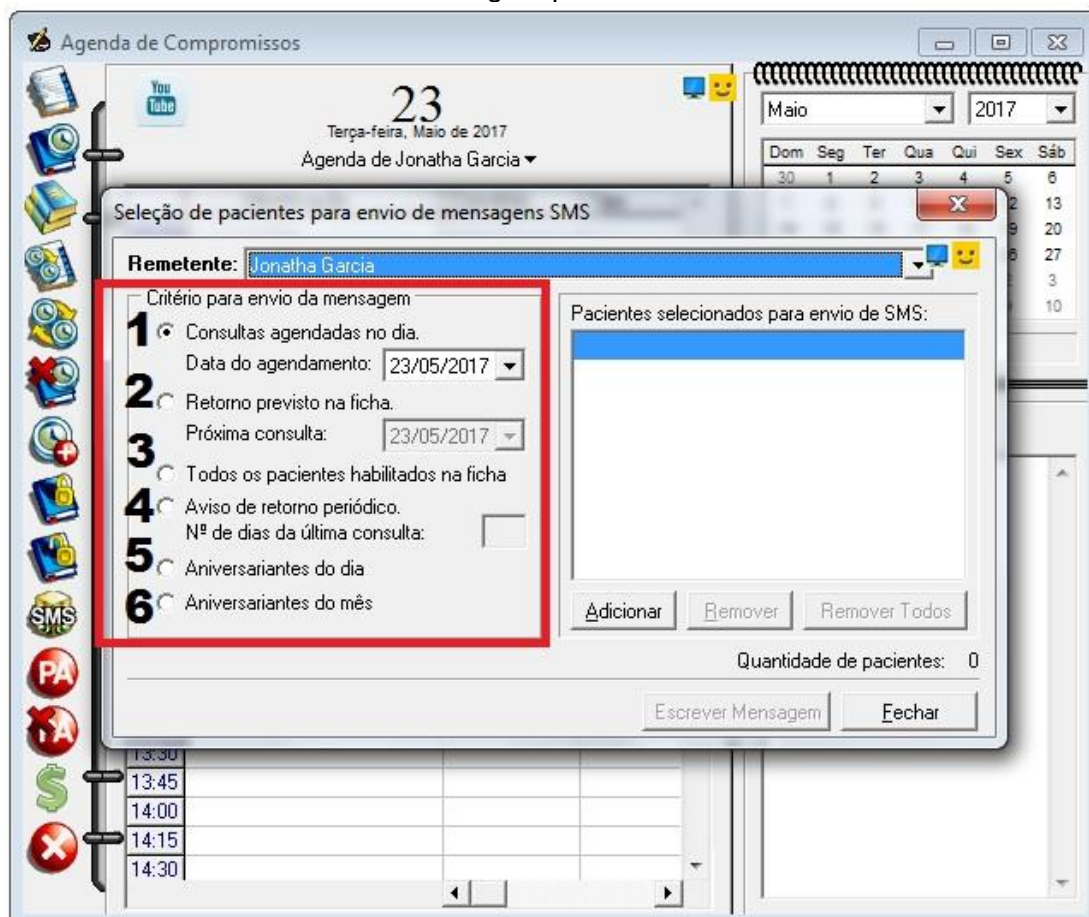 Agenda de Compromissos
You
Tube
23
Terça-feira, Maio de 2017
Agenda de Jonatha Garcia
Maio 2017
Dom Seg Ter Qua Qui Sex Sáb
30 1 2 3 4 5 6
13
20
27
3
10
Seleção de pacientes para envio de mensagens SMS
Remetente: Jonatha Garcia
Critério para envio da mensagem
1 Consultas agendadas no dia.
Data do agendamento: 23/05/2017
2 Retorno previsto na ficha.
Próxima consulta: 23/05/2017
3 Todos os pacientes habilitados na ficha
4 Aviso de retorno periódico.
Nº de dias da última consulta:
5 Aniversariantes do dia
6 Aniversariantes do mês
Pacientes selecionados para envio de SMS:
Adicionar Remover Remover Todos
Quantidade de pacientes: 0
Escrever Mensagem Fechar
SMS
PA
PA
13:30
13:45
14:00
14:15
14:30